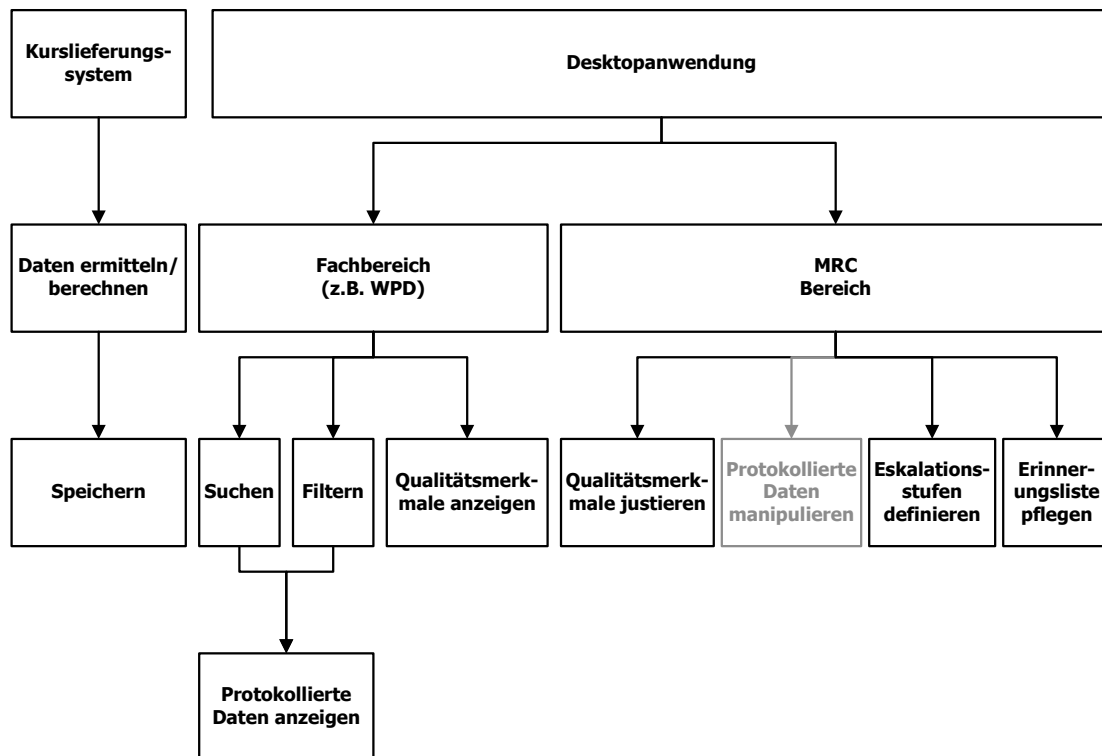 Kurslieferungs-
system
Desktopanwendung
Daten ermitteln/
berechnen
Fachbereich
(z.B. WPD)
MRC
Bereich
Speichern
Suchen
Filtern
Qualitätsmerk-
male anzeigen
Qualitätsmerk-
male justieren
Protokollierte
Daten
manipulieren
Eskalations-
stufen
definieren
Erinner-
ungsliste
pflegen
Protokollierte
Daten anzeigen